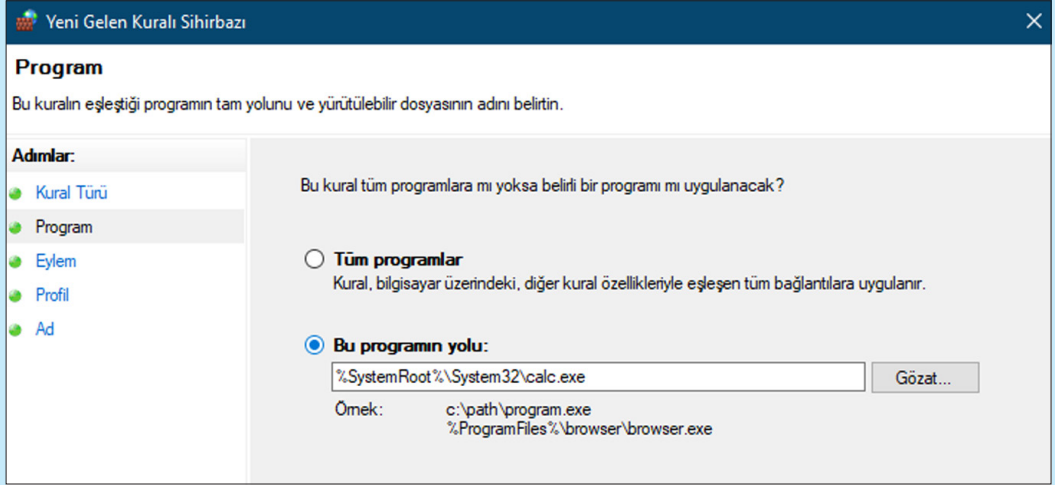 Yeni Gelen Kuralı Sihirbazı
Program
Bu kuralın eşleştiği programın tam yolunu ve yürütülebilir dosyasının adını belirtin.
Adımlar:
Kural Türü
Program
Eylem
Profil
Ad
Bu kural tüm programlara mı yoksa belirli bir programı mı uygulanacak?
Tüm programlar
Kural, bilgisayar üzerindeki, diğer kural özellikleriyle eşleşen tüm bağlantılara uygulanır.
Bu programın yolu:
%SystemRoot%\System32\calc.exe
Gözat...
Örnek: c:\path\program.exe
%ProgramFiles%\browser\browser.exe